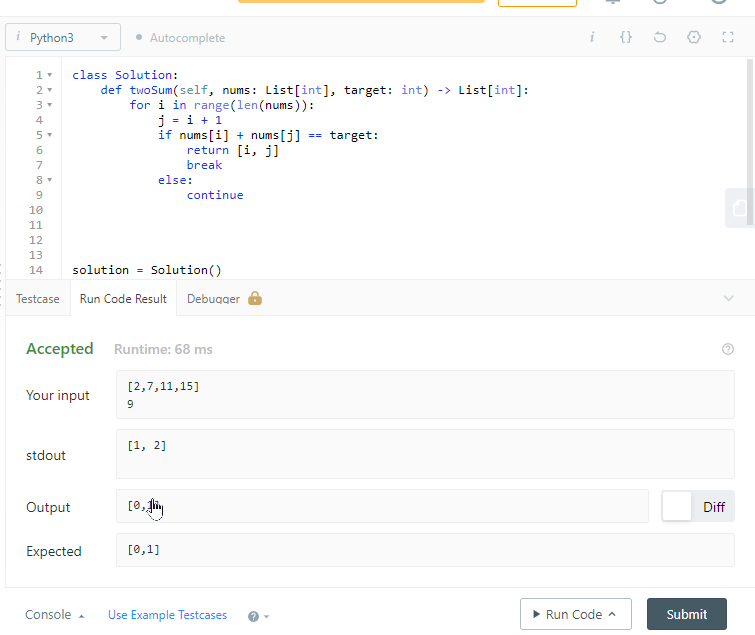 i Python3
Autocomplete
i {}
1 class Solution:
2 def twoSum(self, nums: List[int], target: int) -> List[int]:
3 for i in range(len(nums)):
4 j = i + 1
5 if nums[i] + nums[j] == target:
6 return [i, j]
7 break
8 else:
9 continue
10
11
12
13
14 solution = Solution()
Testcase Run Code Result Debugger
Accepted Runtime: 68 ms
Your input
[2,7,11,15]
9
stdout
[1, 2]
Output
[0,
Diff
Expected
[0,1]
Console Use Example Testcases ? Run Code Submit